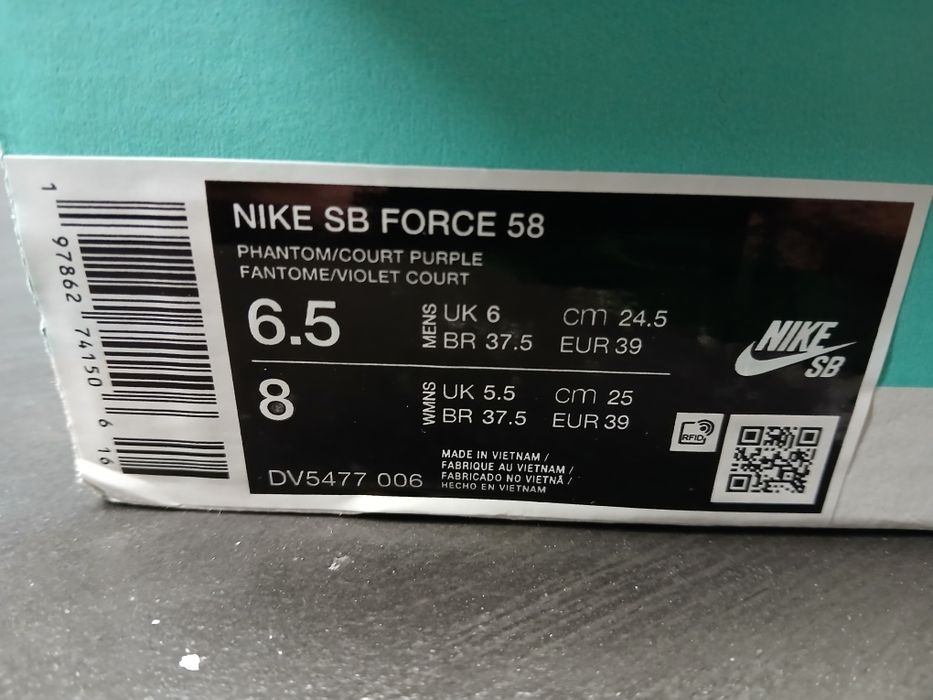 1 97862 74150 6 16
NIKE SB FORCE 58
PHANTOM/COURT PURPLE
FANTOME/VIOLET COURT
6.5
MENS
UK 6 cm 24.5
BR 37.5 EUR 39
8
WMNS
UK 5.5 cm 25
BR 37.5 EUR 39
DV5477 006
MADE IN VIETNAM /
FABRIQUE AU VIETNAM /
FABRICADO NO VIETNÃ /
HECHO EN VIETNAM
RFID
NIKE
SB